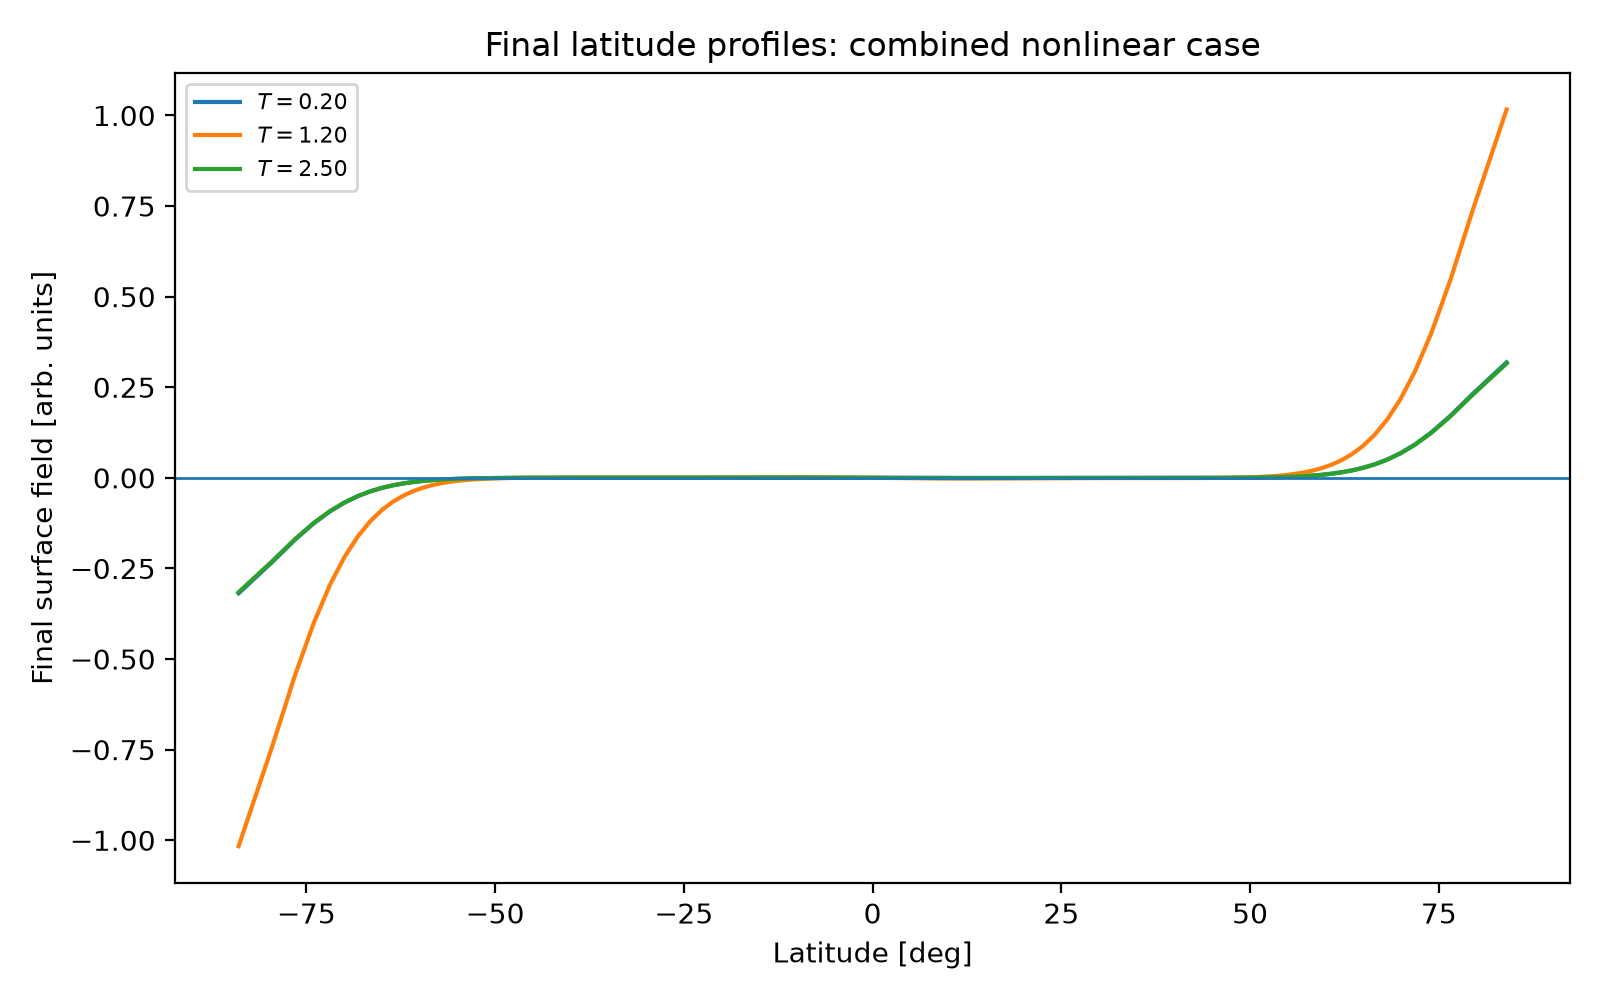 Final latitude profiles: combined nonlinear case
T = 0.20
T = 1.20
T = 2.50
1.00
0.75
0.50
0.25
0.00
−0.25
−0.50
−0.75
−1.00
Final surface field [arb. units]
−75 −50 −25 0 25 50 75
Latitude [deg]